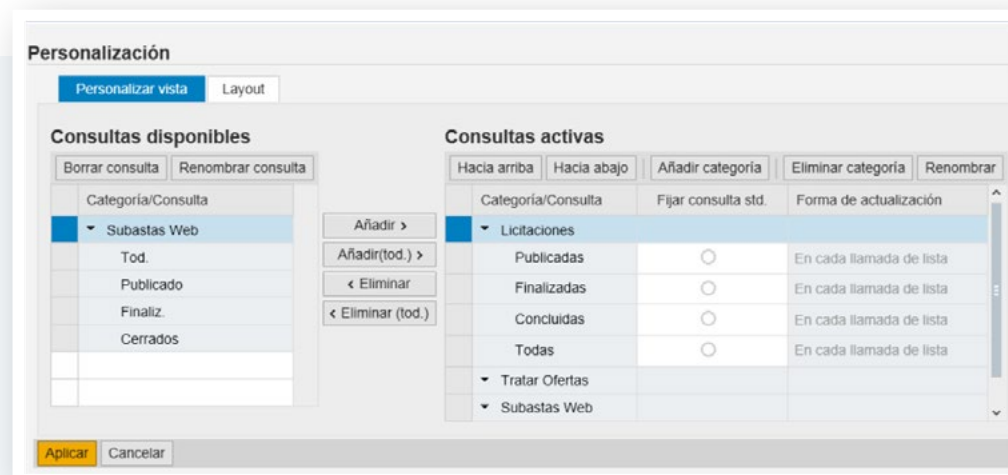 Personalización
Personalizar vista Layout
Consultas disponibles
Borrar consulta Renombrar consulta
Categoría/Consulta
Subastas Web
Tod.
Publicado
Finaliz.
Cerrados
Añadir >
Añadir(tod.) >
< Eliminar
< Eliminar (tod.)
Consultas activas
Hacia arriba Hacia abajo Añadir categoría Eliminar categoría Renombrar
Categoría/Consulta Fijar consulta std. Forma de actualización
Licitaciones
Publicadas En cada llamada de lista
Finalizadas En cada llamada de lista
Concluidas En cada llamada de lista
Todas En cada llamada de lista
Tratar Ofertas
Subastas Web
Aplicar Cancelar